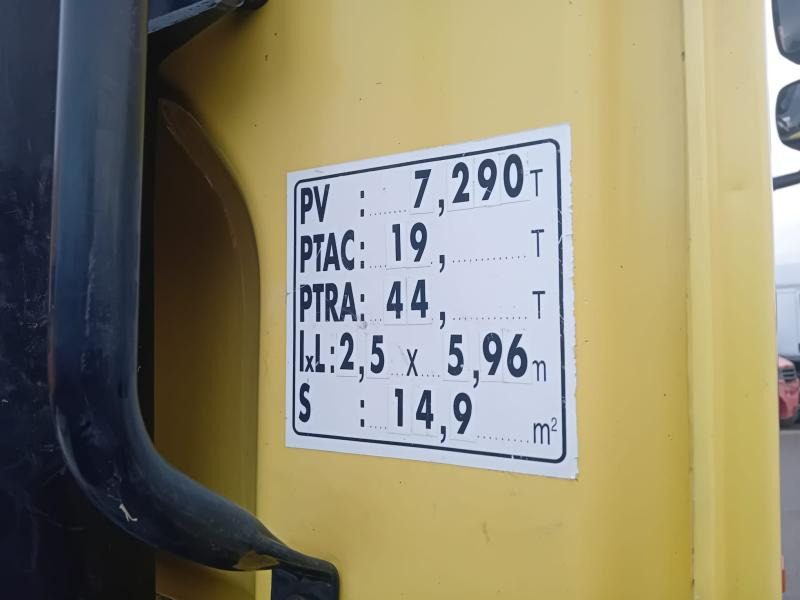 PV : ...... 7,290 T
PTAC: ... 19, ............ T
PTRA: ... 44, ............ T
lxL: 2,5 ... x ... 5,96 m
S : ..... 14,9 ......... m²